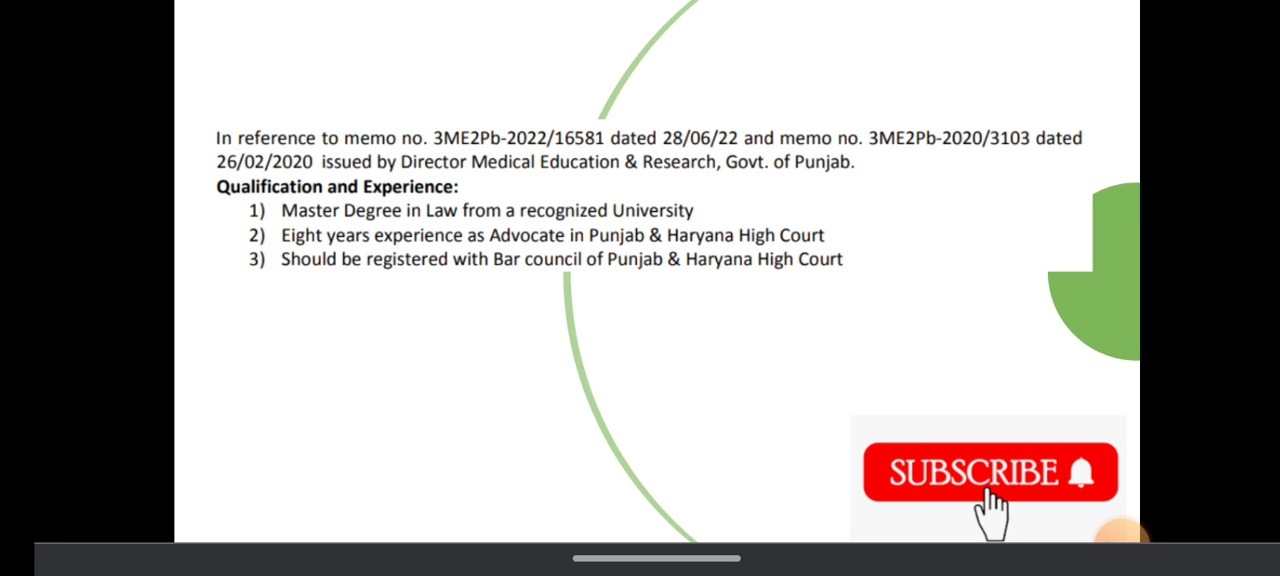 In reference to memo no. 3ME2Pb-2022/16581 dated 28/06/22 and memo no. 3ME2Pb-2020/3103 dated
26/02/2020 issued by Director Medical Education & Research, Govt. of Punjab.
Qualification and Experience:
1) Master Degree in Law from a recognized University
2) Eight years experience as Advocate in Punjab & Haryana High Court
3) Should be registered with Bar council of Punjab & Haryana High Court
SUBSCRIBE